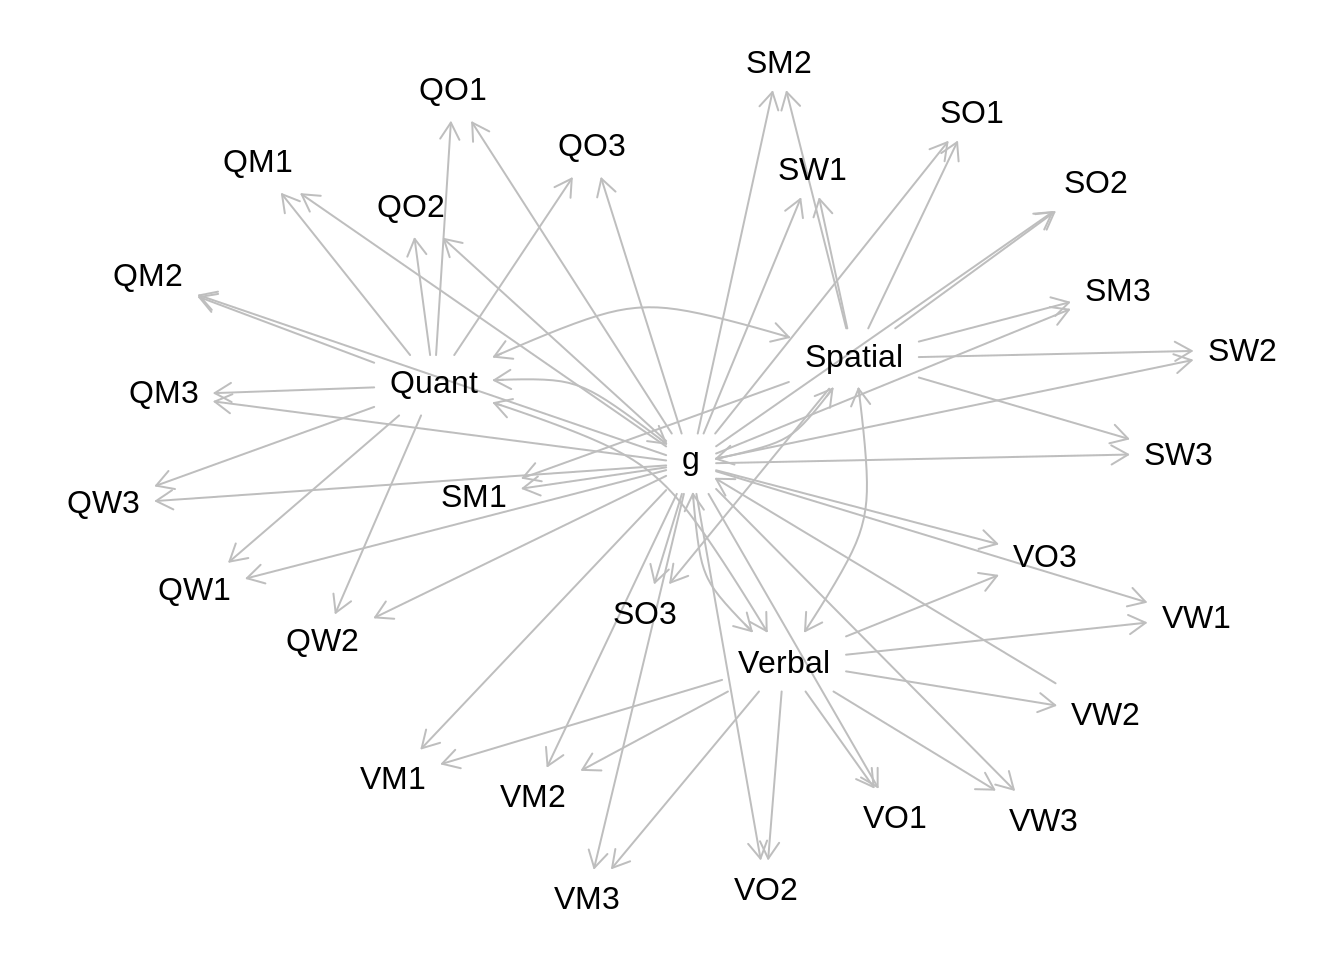 SM2
QO1
SO1
QO3
QM1
SW1
SO2
QO2
QM2
SM3
SW2
Spatial
Quant
QM3
SW3
g
SM1
QW3
VO3
QW1
SO3
VW1
QW2
Verbal
VW2
VM1
VM2
VO1
VW3
VO2
VM3